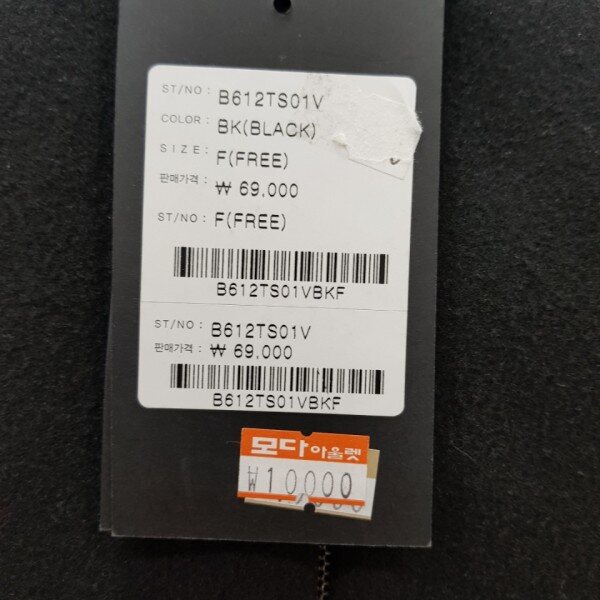 ST/NO : B612TS01V
COLOR : BK(BLACK)
SIZE : F(FREE)
판매가격 : ₩ 69,000
ST/NO : F(FREE)
B612TS01VBKF
ST/NO : B612TS01V
판매가격 : ₩ 69,000
B612TS01VBKF
모다아울렛
₩10000